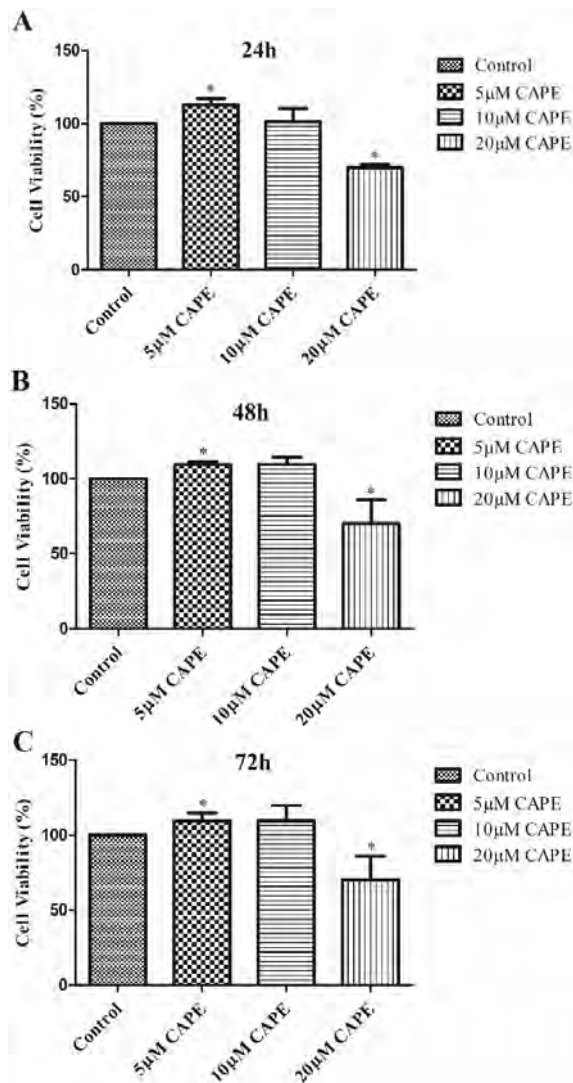 A
24h
Cell Viability (%)
150
100
50
0
*
*
Control
5μM CAPE
10μM CAPE
20μM CAPE
Control
5μM CAPE
10μM CAPE
20μM CAPE
B
48h
Cell Viability (%)
150
100
50
0
*
*
Control
5μM CAPE
10μM CAPE
20μM CAPE
Control
5μM CAPE
10μM CAPE
20μM CAPE
C
72h
Cell Viability (%)
150
100
50
0
*
*
Control
5μM CAPE
10μM CAPE
20μM CAPE
Control
5μM CAPE
10μM CAPE
20μM CAPE